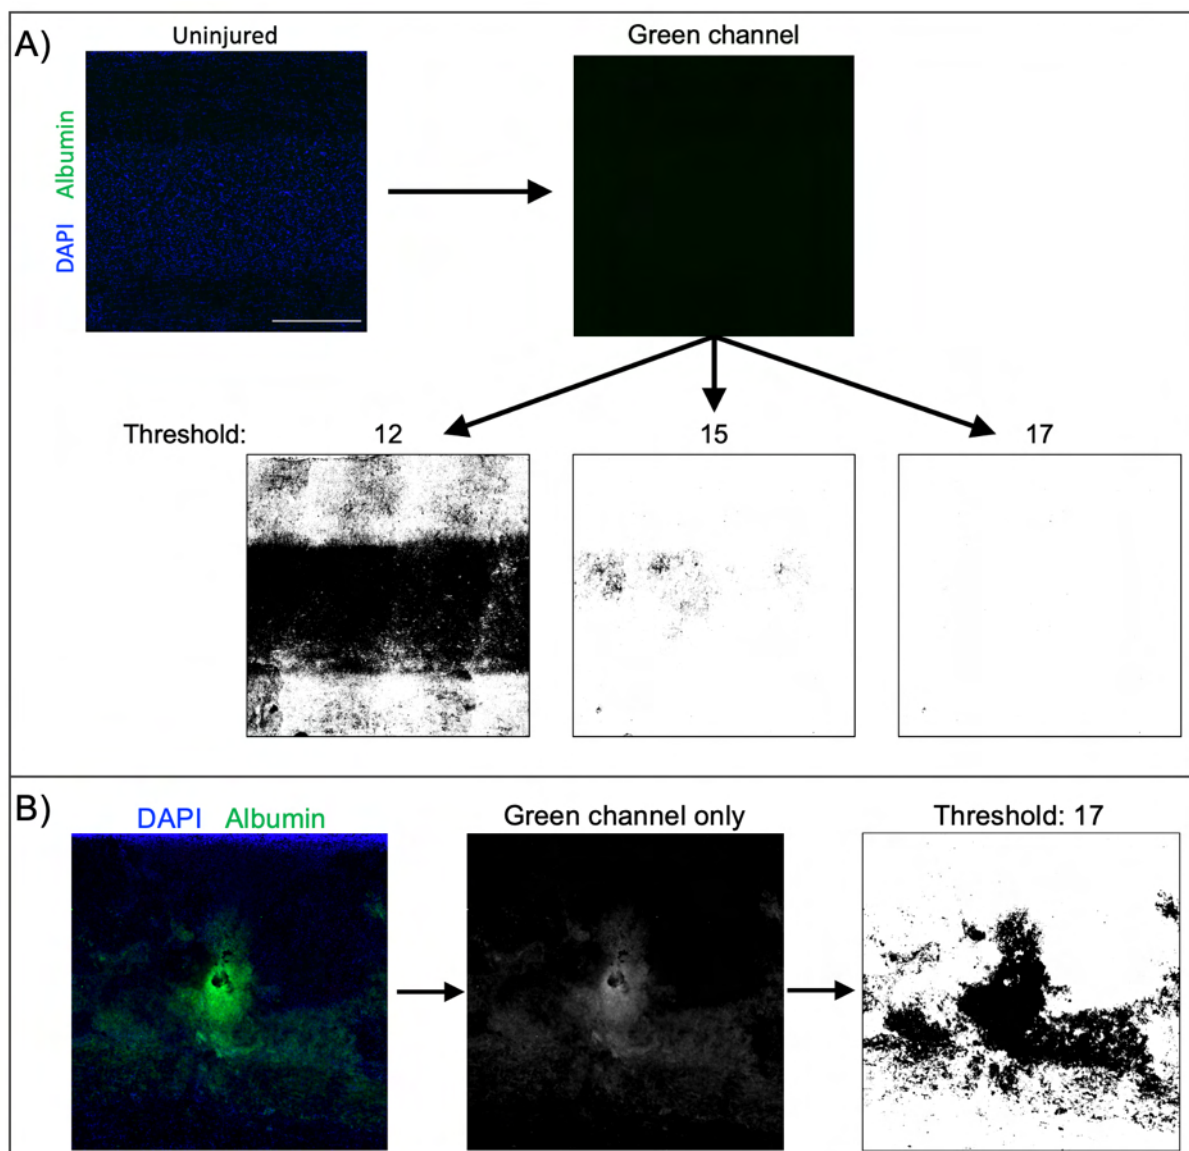 A)
Uninjured
Green channel
DAPI Albumin
Threshold: 12 15 17
B)
DAPI Albumin
Green channel only
Threshold: 17